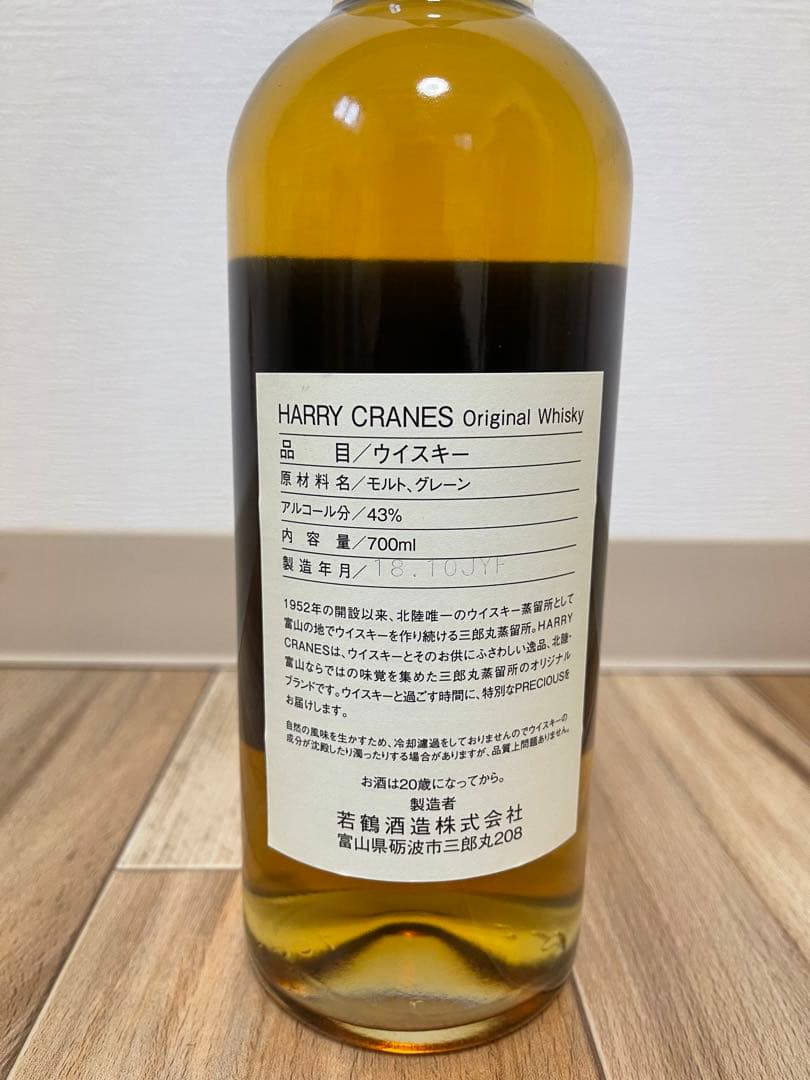 HARRY CRANES Original Whisky
品 目/ウイスキー
原材料名/モルト、グレーン
アルコール分/43%
内容量/700ml
製造年月/18.10JYF
1952年の開設以来、北陸唯一のウイスキー蒸留所として
富山の地でウイスキーを作り続ける三郎丸蒸留所。HARRY
CRANESは、ウイスキーとそのお供にふさわしい逸品、北陸・
富山ならではの味覚を集めた三郎丸蒸留所のオリジナル
ブランドです。ウイスキーと過ごす時間に、特別なPRECIOUSを
お届けします。
自然の風味を生かすため、冷却濾過をしておりませんのでウイスキーの
成分が沈殿したり濁ったりする場合がありますが、品質上問題ありません。
お酒は20歳になってから。
製造者
若鶴酒造株式会社
富山県砺波市三郎丸208